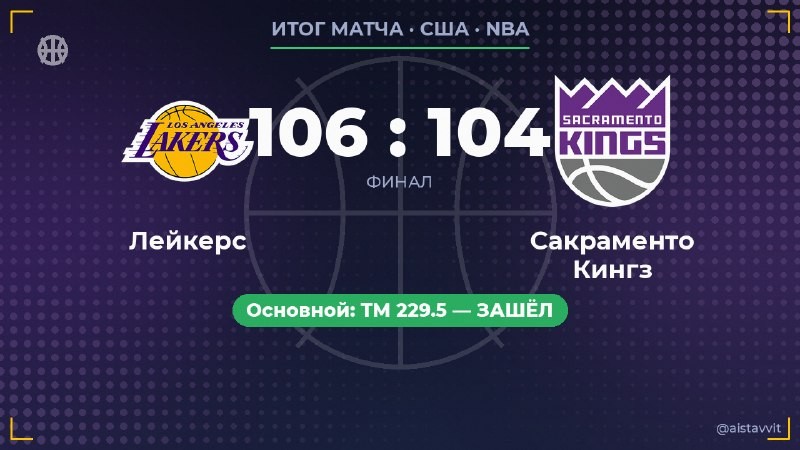 ИТОГ МАТЧА · США · NBA
LOS ANGELES
LAKERS
106 : 104
SACRAMENTO
KINGS
ФИНАЛ
Лейкерс
Сакраменто
Кингз
Основной: ТМ 229.5 — ЗАШЁЛ
@aistavvit